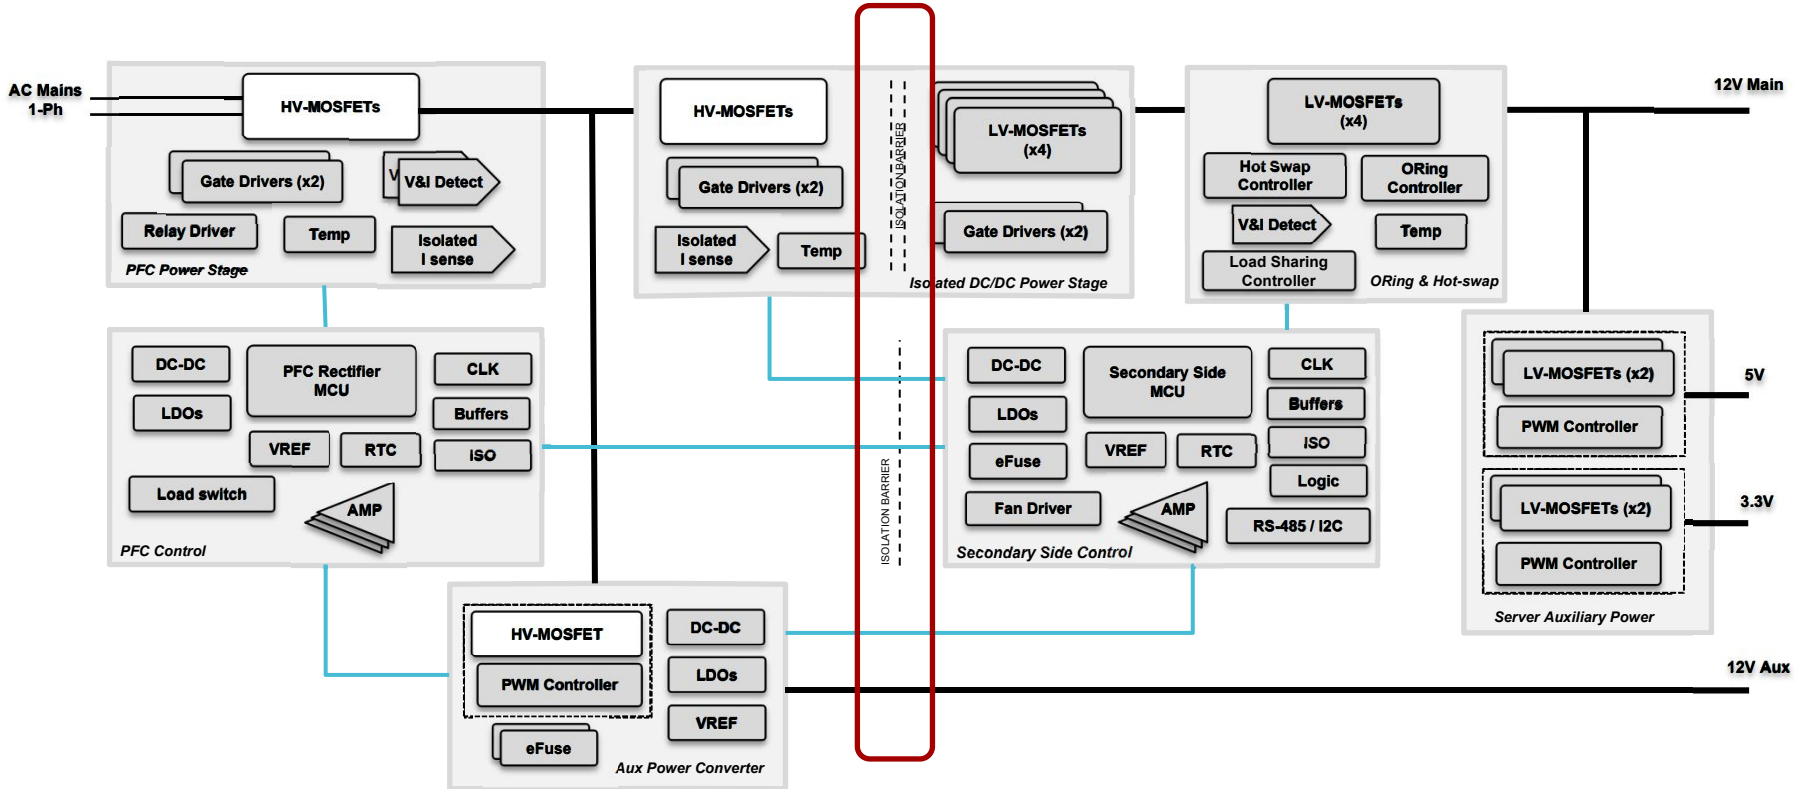 AC Mains
1-Ph
HV-MOSFETs
Gate Drivers (x2)
V
V&I Detect
Relay Driver
Temp
Isolated
I sense
PFC Power Stage
HV-MOSFETs
Gate Drivers (x2)
Isolated
I sense
Temp
ISOLATION BARRIER
LV-MOSFETs
(x4)
Gate Drivers (x2)
Isolated DC/DC Power Stage
LV-MOSFETs
(x4)
Hot Swap
Controller
ORing
Controller
V&I Detect
Temp
Load Sharing
Controller
ORing & Hot-swap
12V Main
DC-DC
PFC Rectifier
MCU
CLK
LDOs
Buffers
VREF
RTC
ISO
Load switch
AMP
PFC Control
ISOLATION BARRIER
DC-DC
Secondary Side
MCU
CLK
LDOs
Buffers
eFuse
VREF
RTC
ISO
Logic
Fan Driver
AMP
RS-485 / I2C
Secondary Side Control
LV-MOSFETs (x2)
PWM Controller
5V
LV-MOSFETs (x2)
PWM Controller
3.3V
Server Auxiliary Power
HV-MOSFET
PWM Controller
eFuse
DC-DC
LDOs
VREF
Aux Power Converter
12V Aux